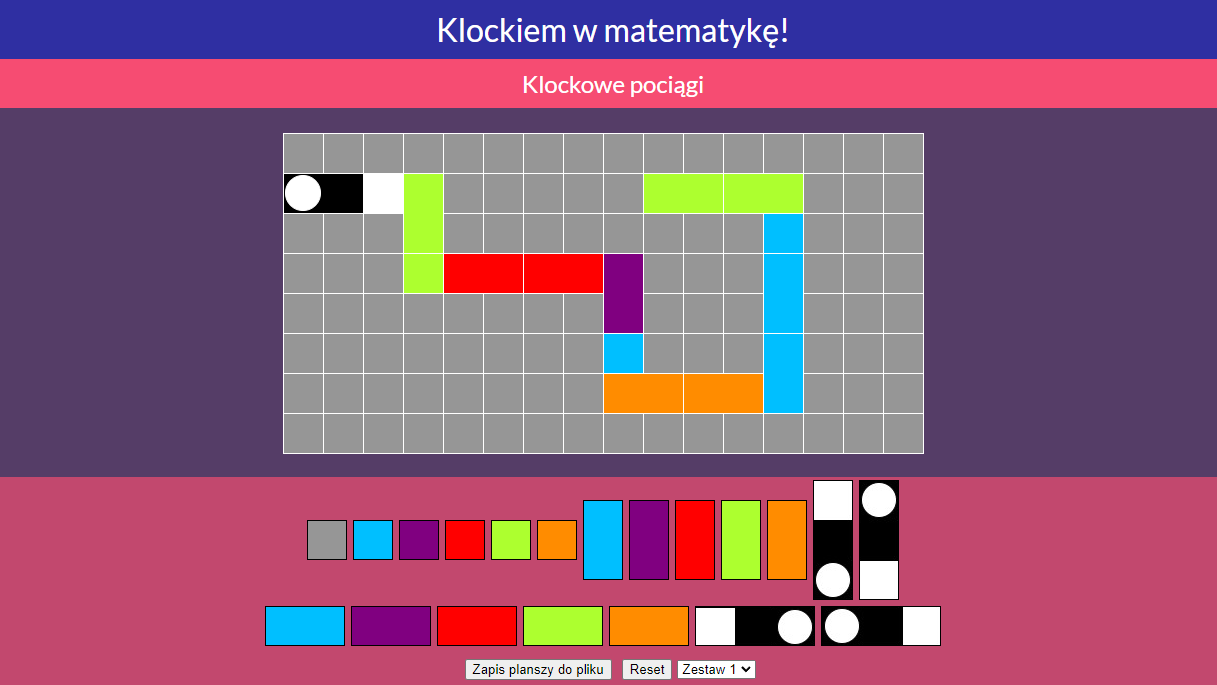 Klockiem w matematykę!
Klockowe pociągi
Zapis planszy do pliku Reset Zestaw 1